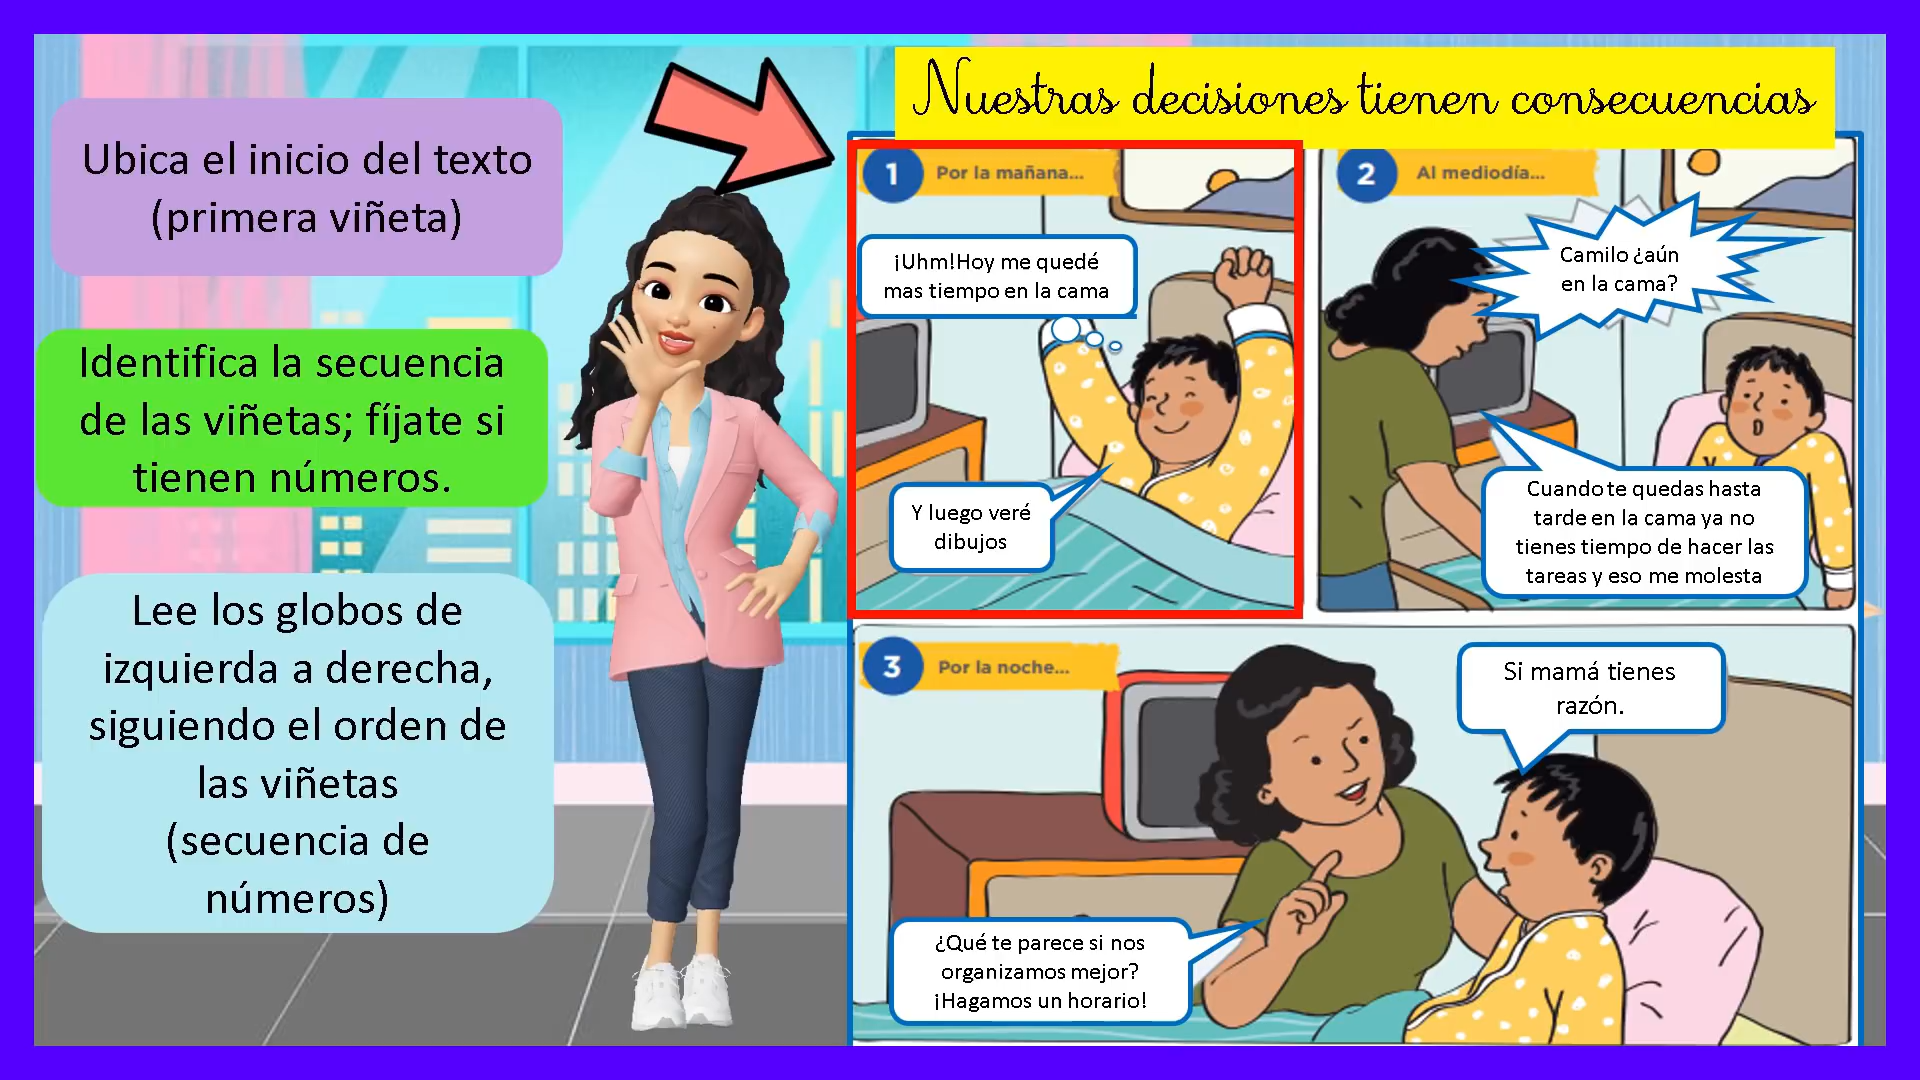 Ubica el inicio del texto
(primera viñeta)
Identifica la secuencia
de las viñetas; fíjate si
tienen números.
Lee los globos de
izquierda a derecha,
siguiendo el orden de
las viñetas
(secuencia de
números)
Nuestras decisiones tienen consecuencias
1 Por la mañana...
¡Uhm!Hoy me quedé
mas tiempo en la cama
Y luego veré
dibujos
2 Al mediodía...
Camilo ¿aún
en la cama?
Cuando te quedas hasta
tarde en la cama ya no
tienes tiempo de hacer las
tareas y eso me molesta
3 Por la noche...
Si mamá tienes
razón.
¿Qué te parece si nos
organizamos mejor?
¡Hagamos un horario!